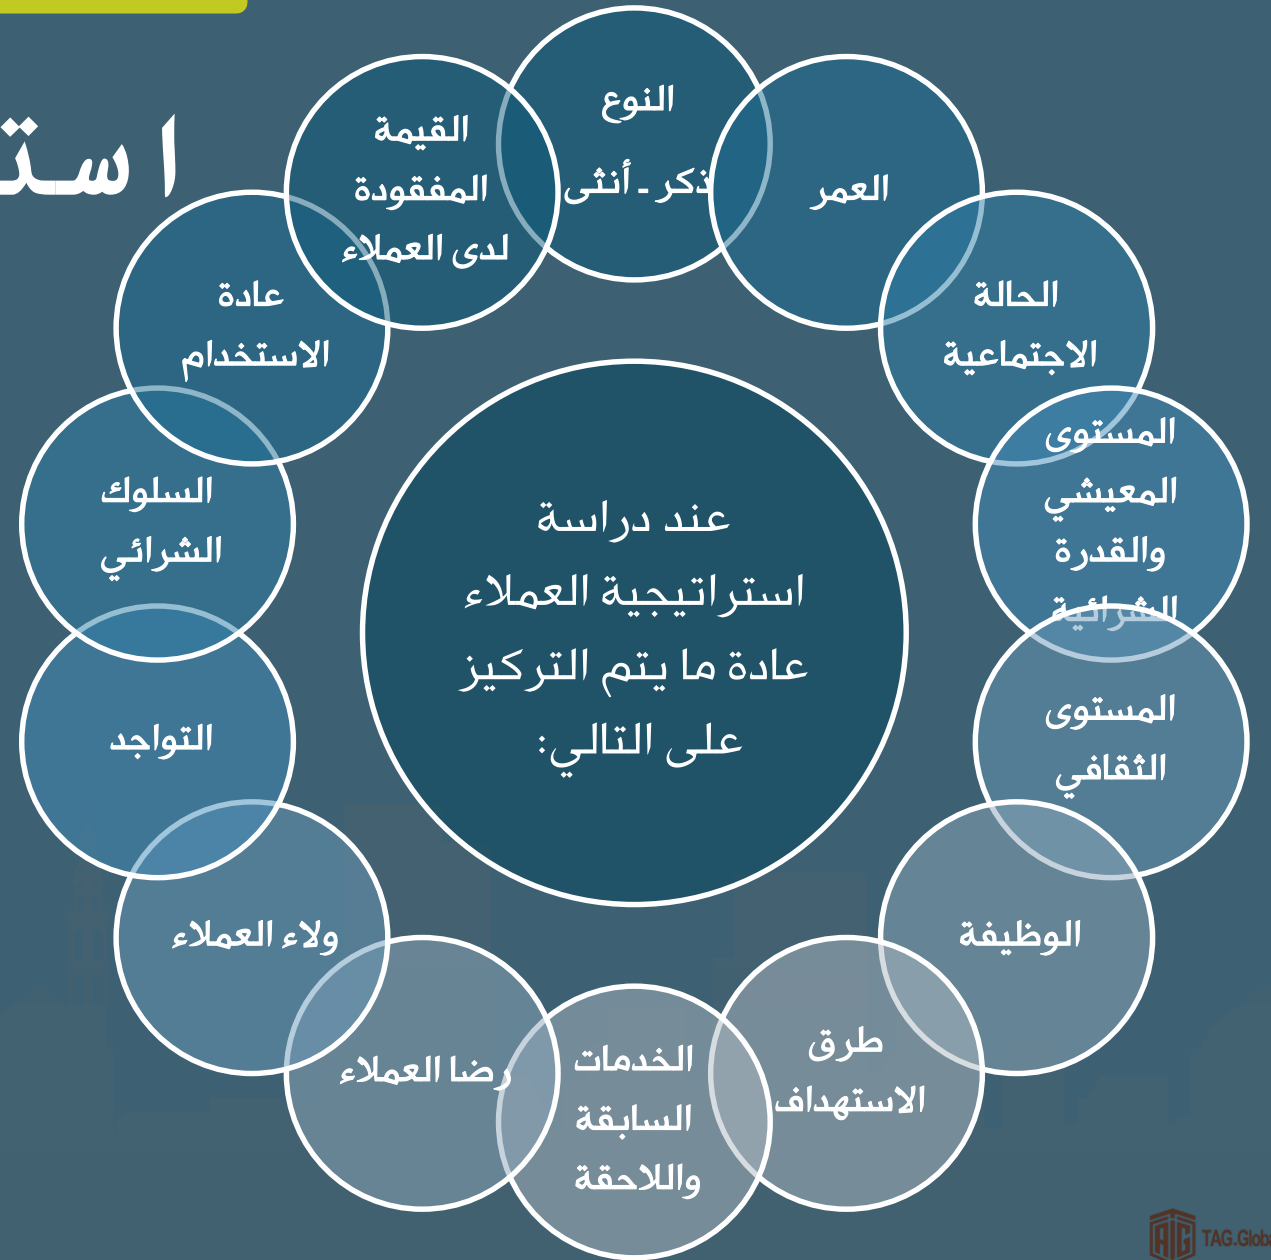 است
عند دراسة
استراتيجية العملاء
عادة ما يتم التركيز
على التالي:
النوع
ذكر - أنثى
العمر
الحالة
الاجتماعية
المستوى
المعيشي
والقدرة
الشرائية
المستوى
الثقافي
الوظيفة
طرق
الاستهداف
الخدمات
السابقة
واللاحقة
رضا العملاء
ولاء العملاء
التواجد
السلوك
الشرائي
عادة
الاستخدام
القيمة
المفقودة
لدى العملاء
TAG.Globa